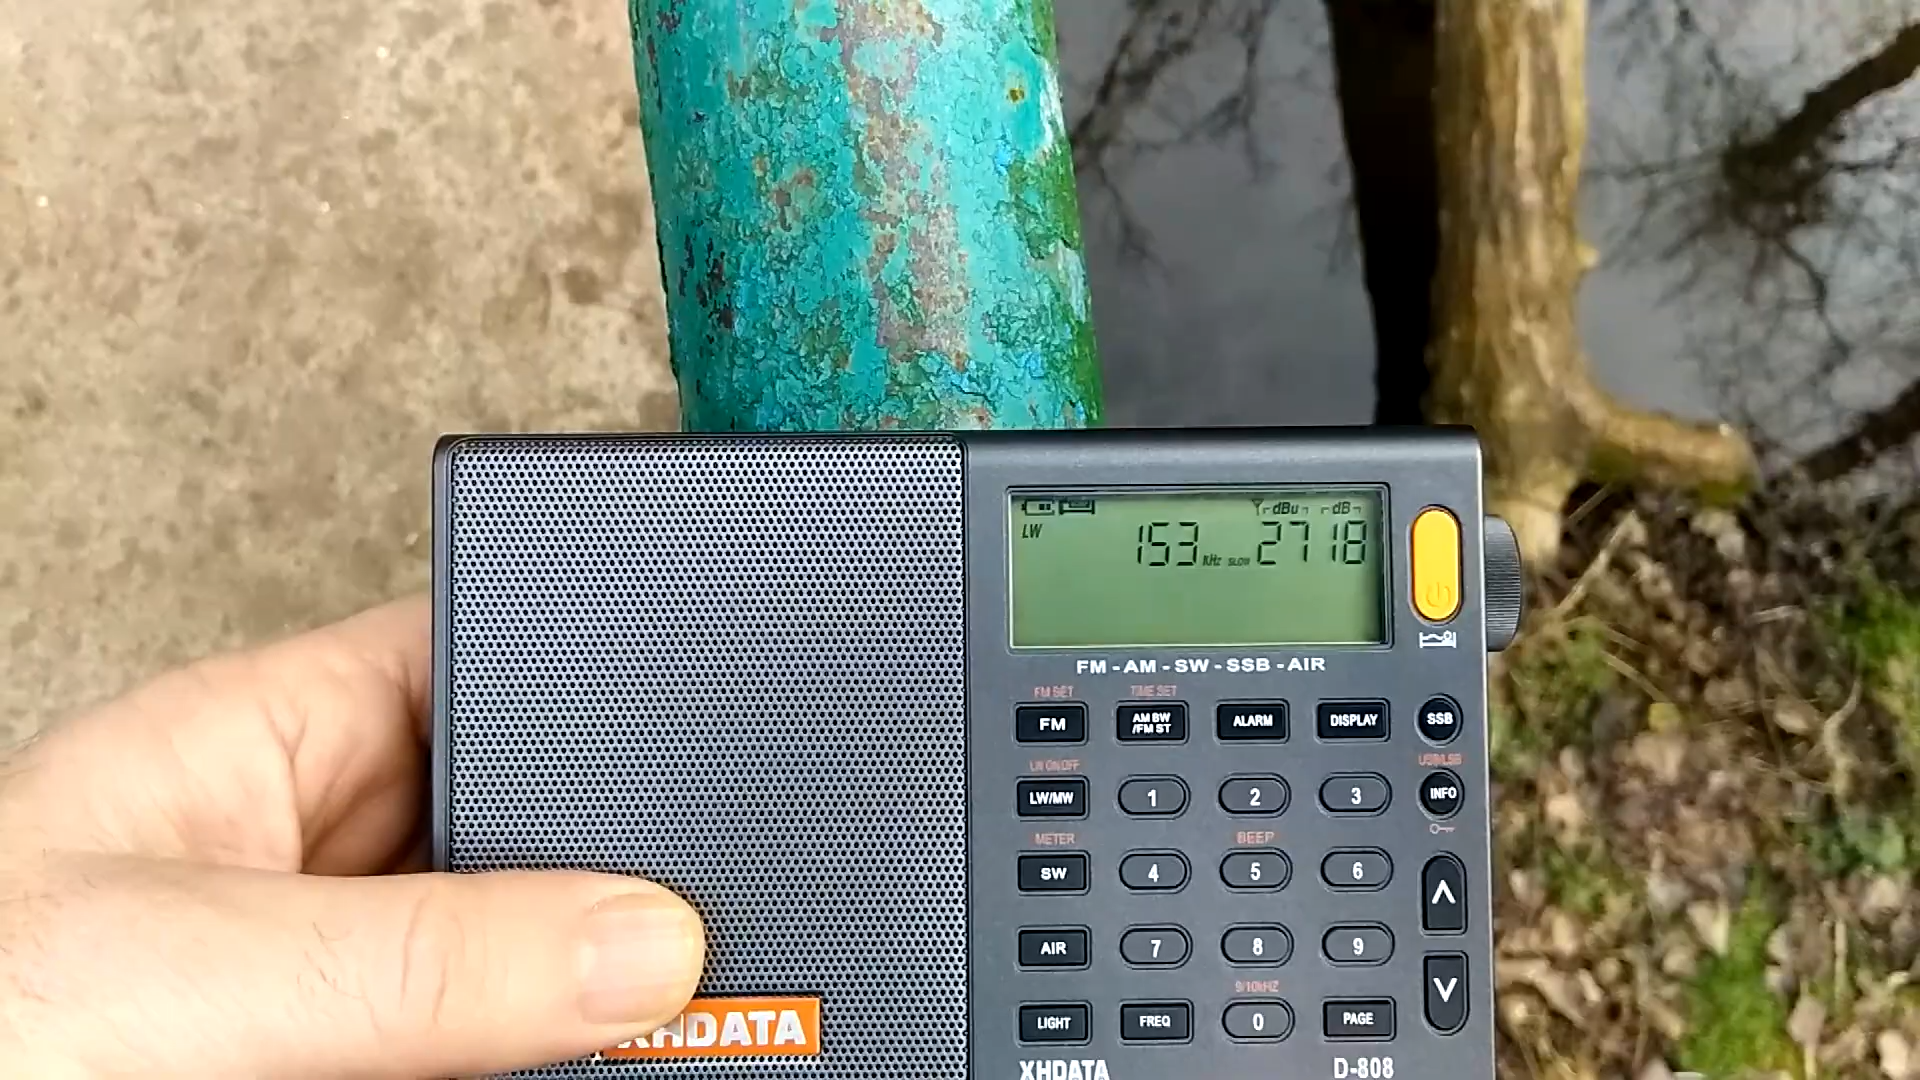 dBu dB
LW 153 KHz SLOW 27 18
FM - AM - SW - SSB - AIR
FM SET TIME SET
FM AM BW /FM ST ALARM DISPLAY SSB
LW ON/OFF USB/LSB
LW/MW 1 2 3 INFO
METER BEEP
SW 4 5 6
AIR 7 8 9
9/10kHZ
LIGHT FREQ 0 PAGE
XHDATA
XHDATA D-808